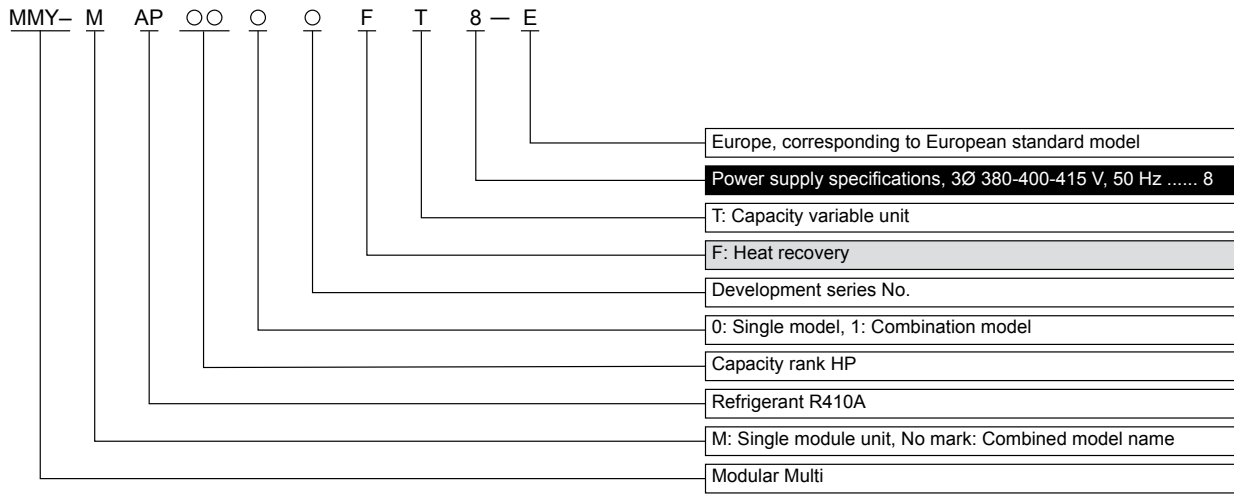 MMY– M AP ○○ ○ ○ F T 8 — E
Europe, corresponding to European standard model
Power supply specifications, 3Ø 380-400-415 V, 50 Hz ...... 8
T: Capacity variable unit
F: Heat recovery
Development series No.
0: Single model, 1: Combination model
Capacity rank HP
Refrigerant R410A
M: Single module unit, No mark: Combined model name
Modular Multi